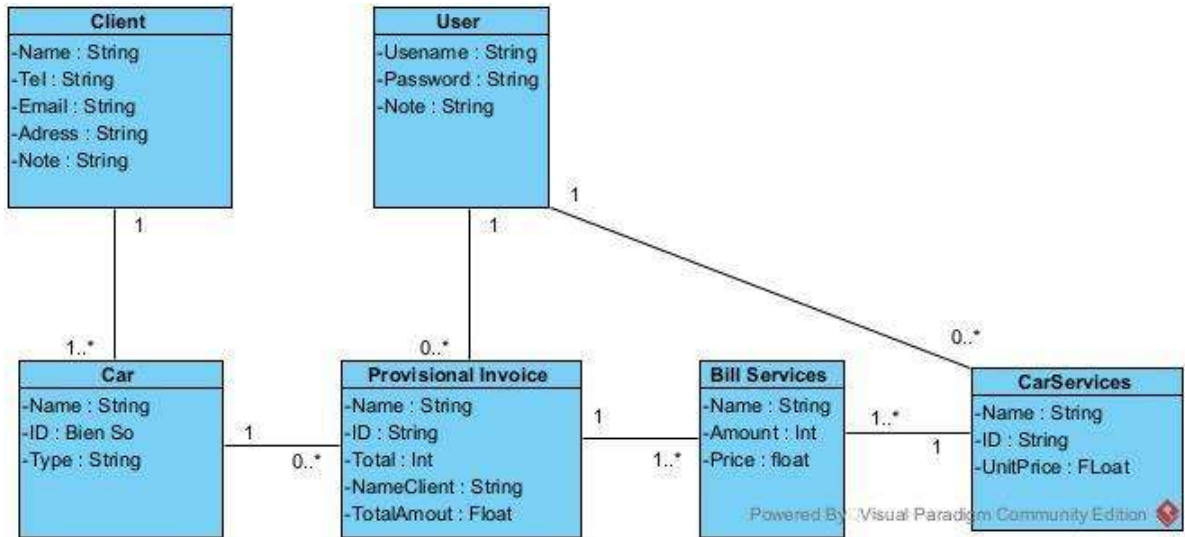 Client
-Name : String
-Tel : String
-Email : String
-Adress : String
-Note : String
User
-Usename : String
-Password : String
-Note : String
1
1
1
1..*
0..*
0..*
Car
-Name : String
-ID : Bien So
-Type : String
1
0..*
Provisional Invoice
-Name : String
-ID : String
-Total : Int
-NameClient : String
-TotalAmout : Float
1
1..*
Bill Services
-Name : String
-Amount : Int
-Price : float
1..*
1
CarServices
-Name : String
-ID : String
-UnitPrice : FLoat
Powered By Visual Paradigm Community Edition